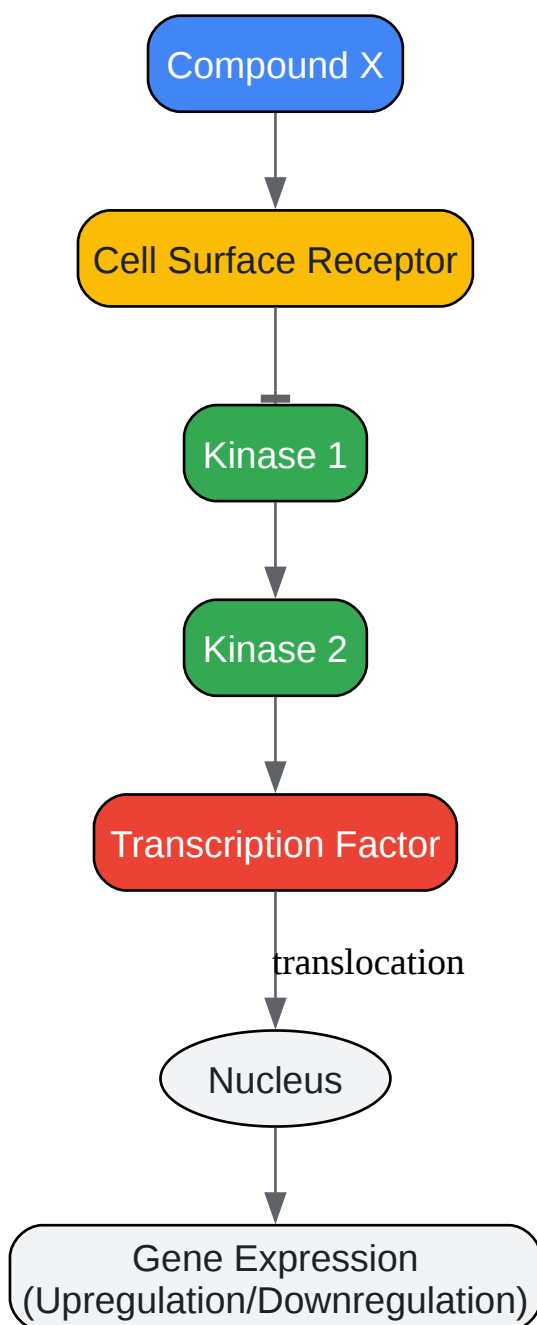 Compound X
Cell Surface Receptor
Kinase 1
Kinase 2
Transcription Factor
translocation
Nucleus
Gene Expression
(Upregulation/Downregulation)